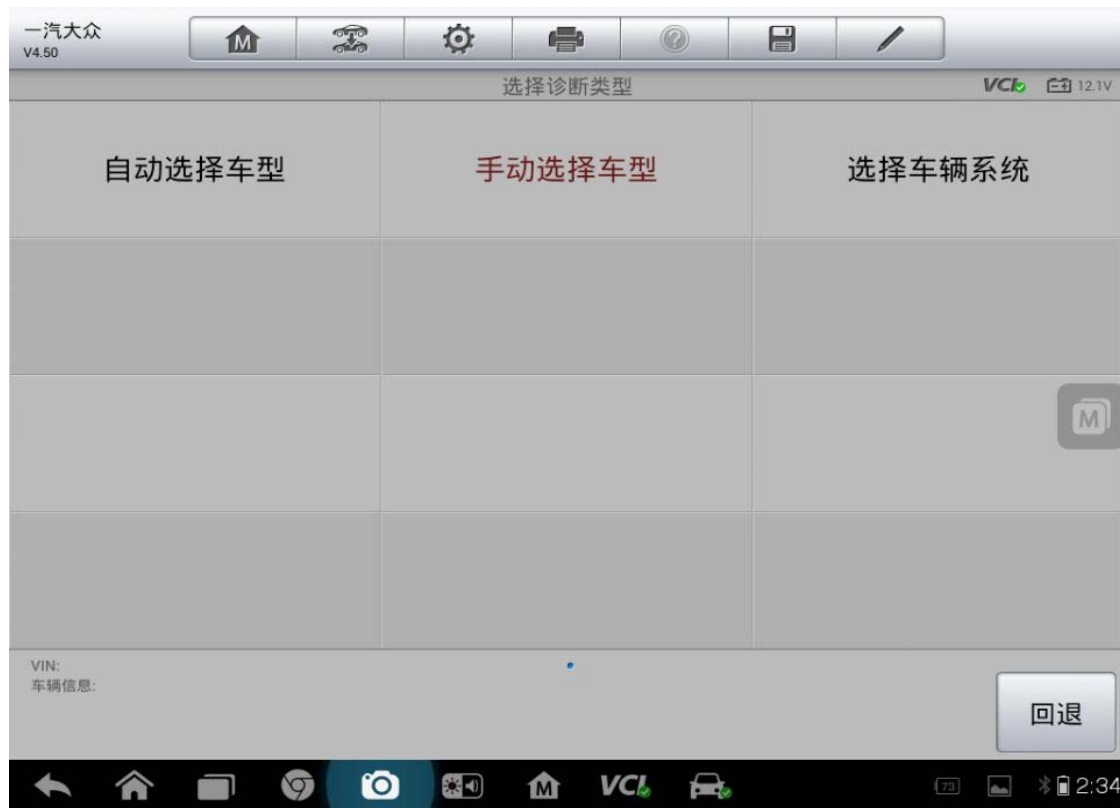 一汽大众
V4.50
M
选择诊断类型
VCI
12.1V
自动选择车型
手动选择车型
选择车辆系统
M
VIN:
车辆信息:
回退
M
VCI
73
2:34